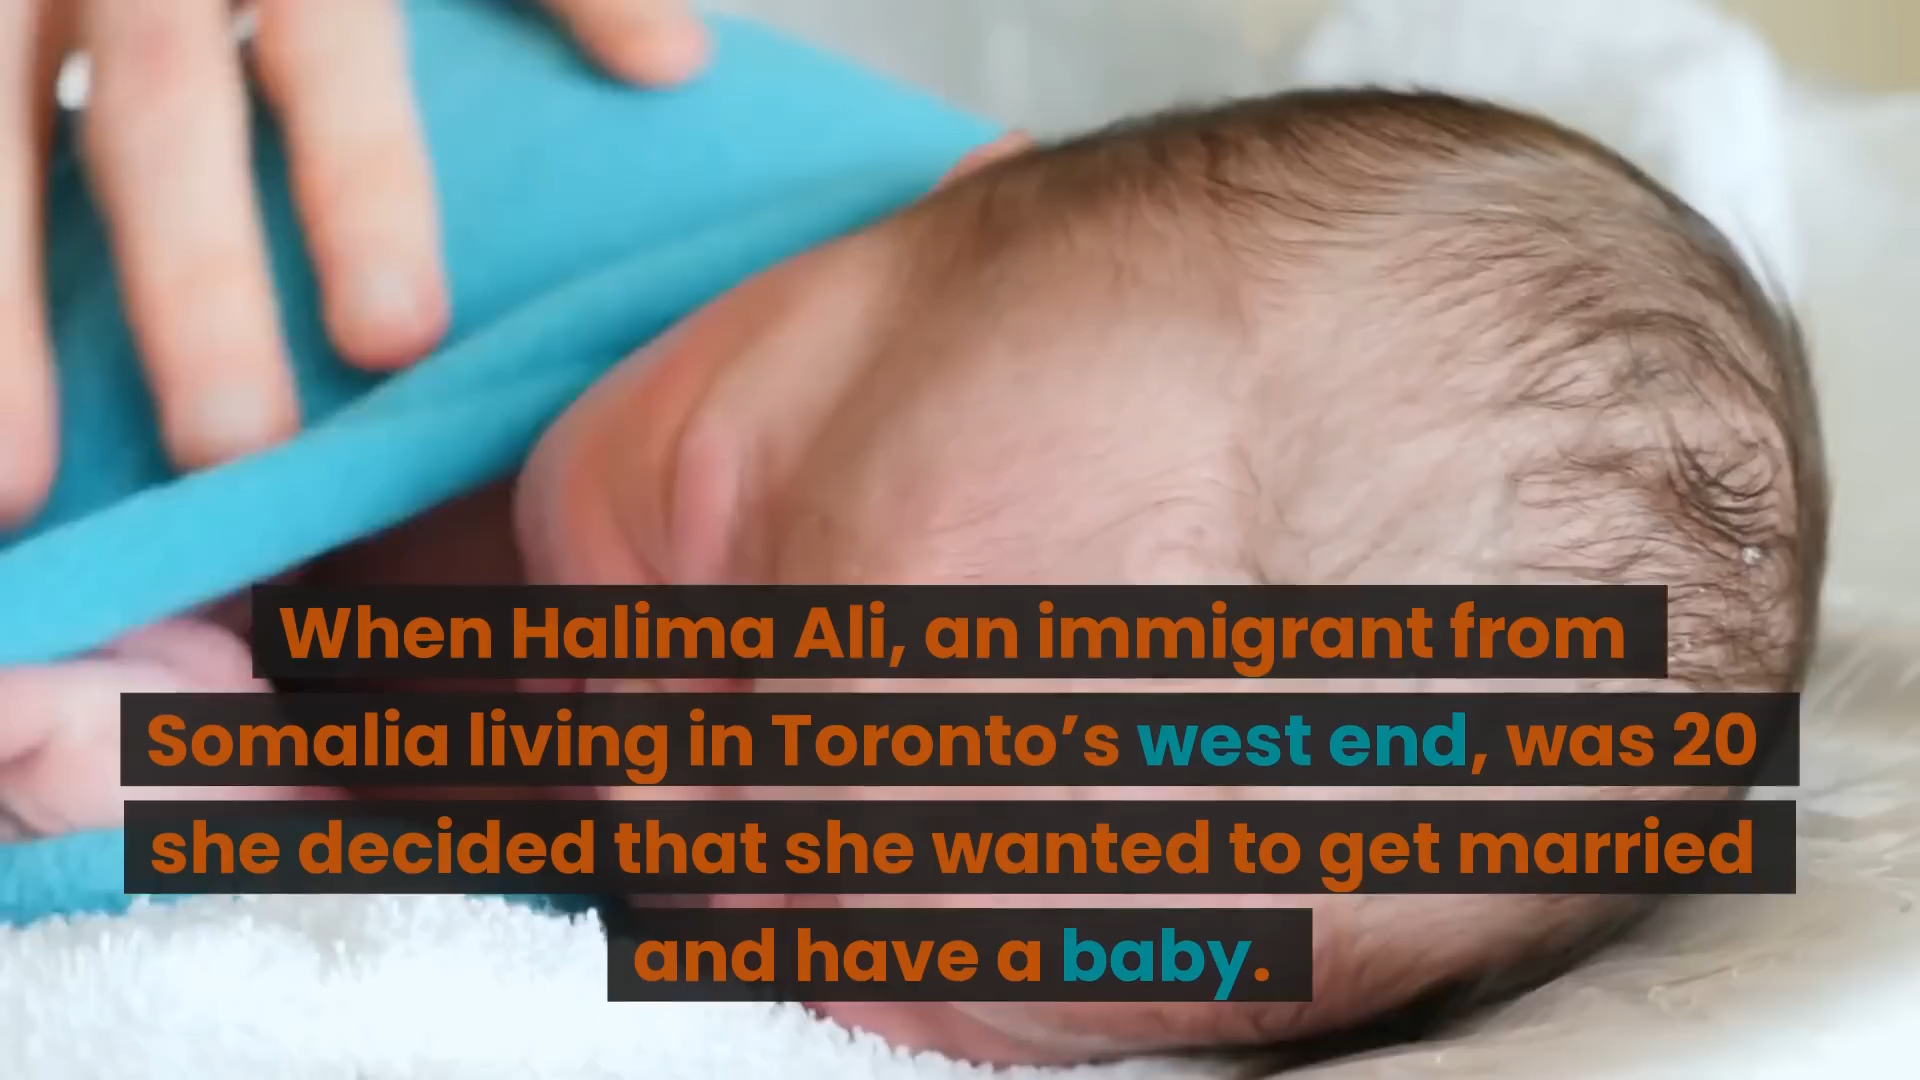 When Halima Ali, an immigrant from
Somalia living in Toronto’s west end, was 20
she decided that she wanted to get married
and have a baby.